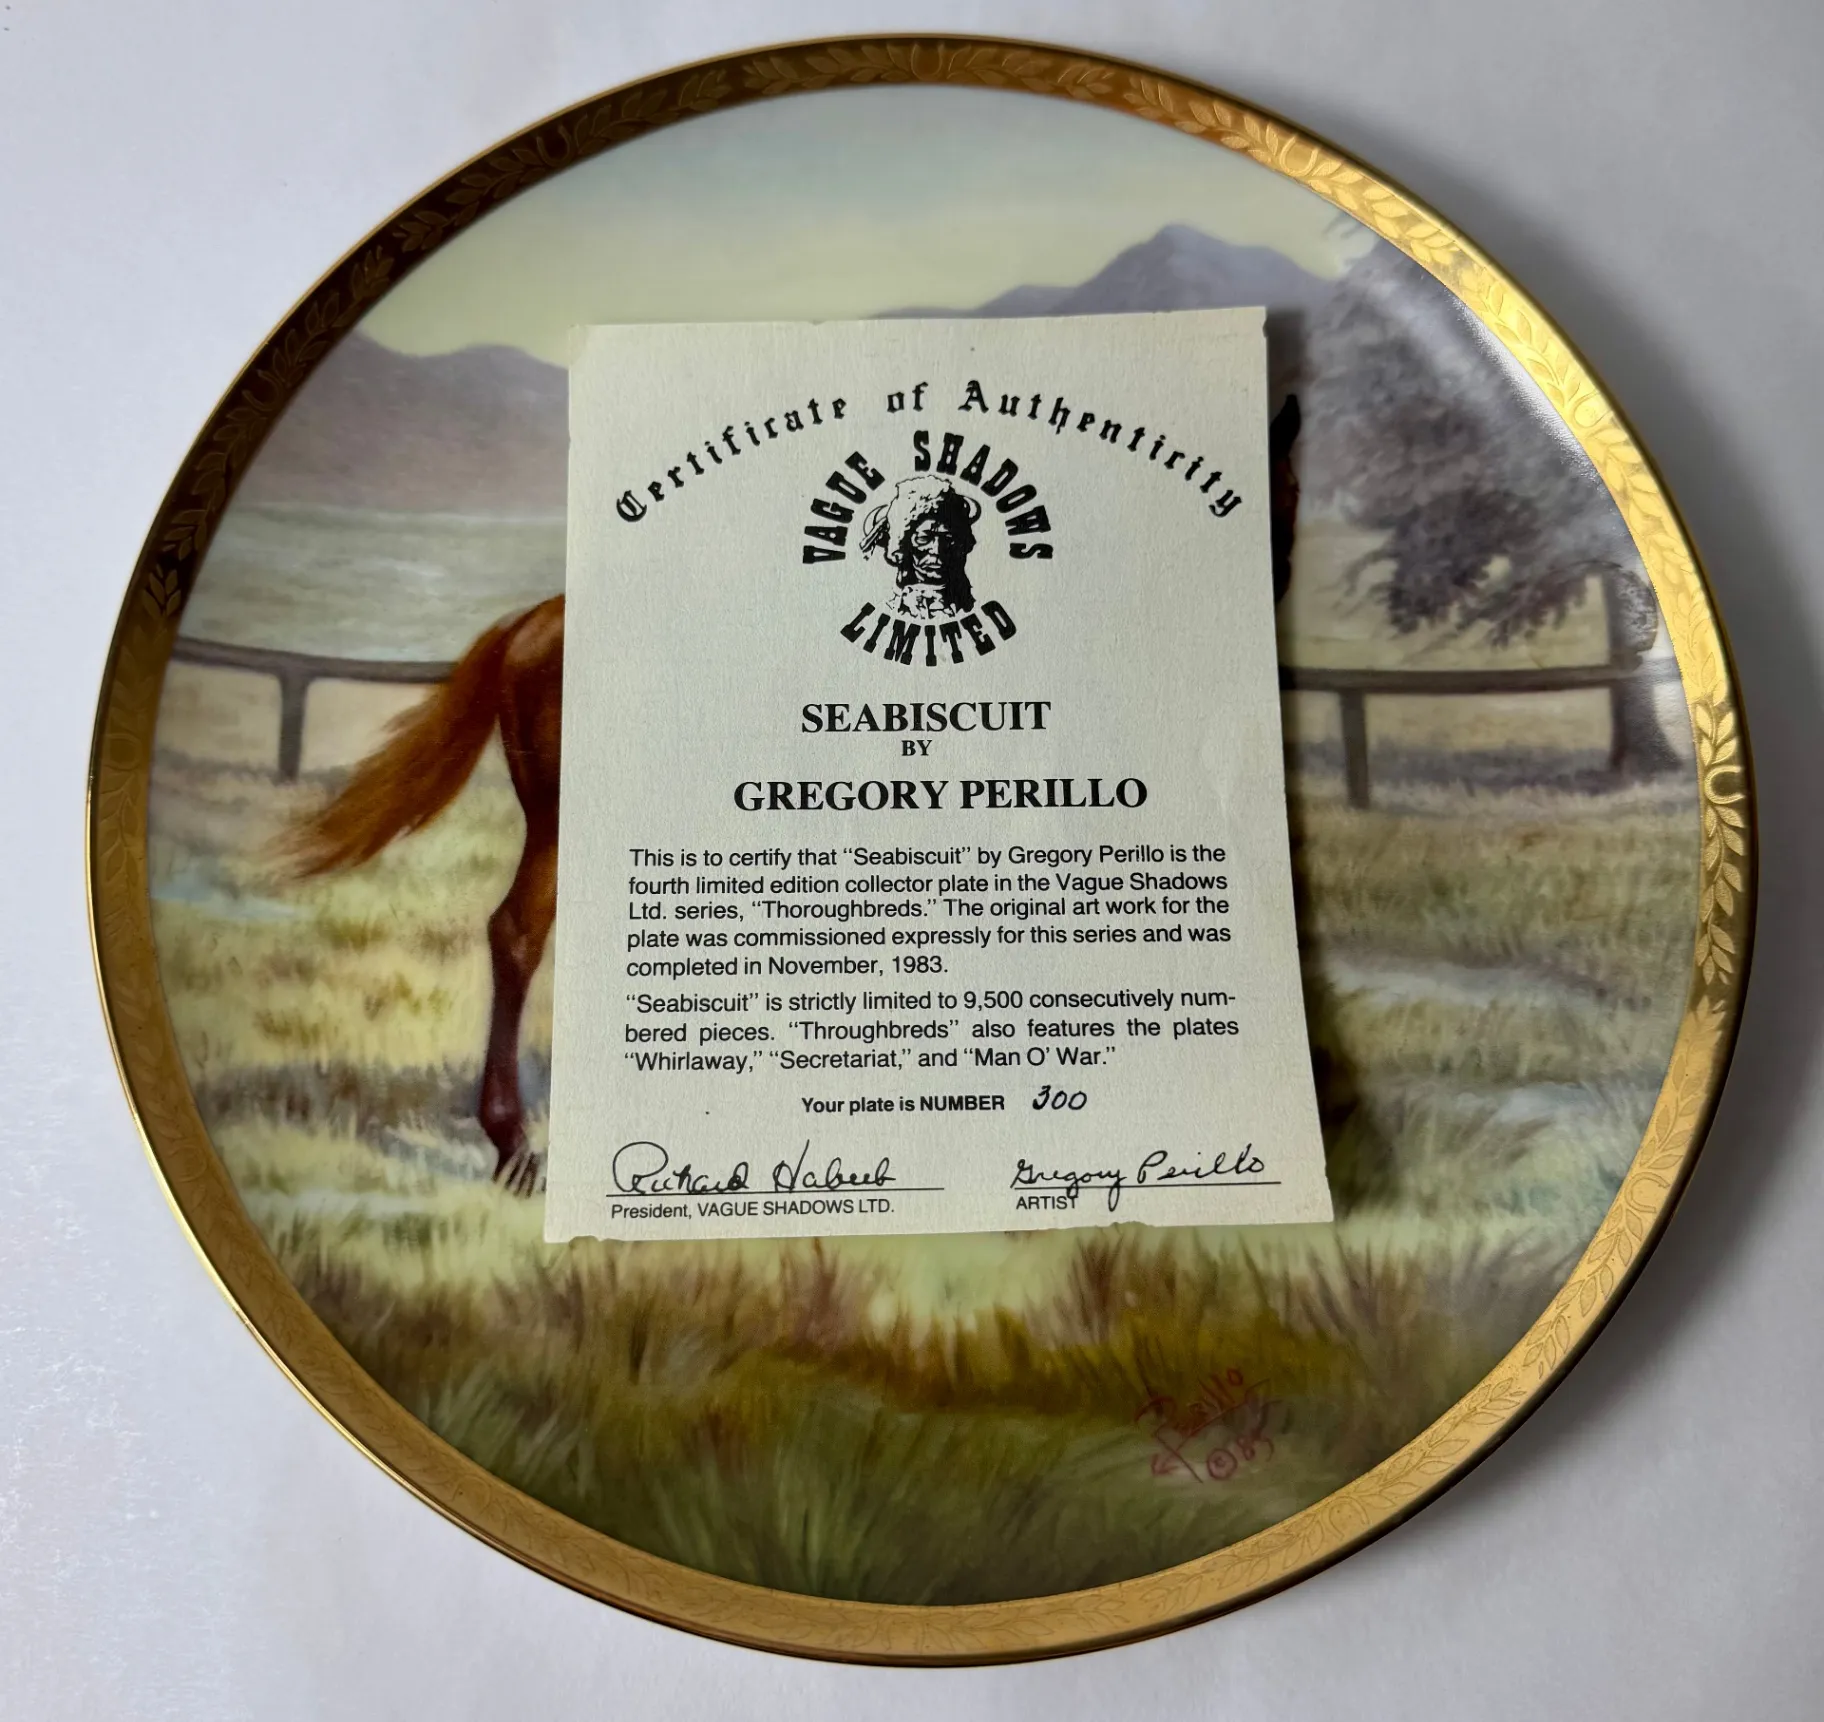 Certificate of Authenticity
VAGUE SHADOWS
LIMITED
SEABISCUIT
BY
GREGORY PERILLO
This is to certify that “Seabiscuit” by Gregory Perillo is the
fourth limited edition collector plate in the Vague Shadows
Ltd. series, “Thoroughbreds.” The original art work for the
plate was commissioned expressly for this series and was
completed in November, 1983.
“Seabiscuit” is strictly limited to 9,500 consecutively num-
bered pieces. “Throughbreds” also features the plates
“Whirlaway,” “Secretariat,” and “Man O’ War.”
Your plate is NUMBER 300
Richard Habeeb Gregory Perillo
President, VAGUE SHADOWS LTD. ARTIST
Perillo
© 83